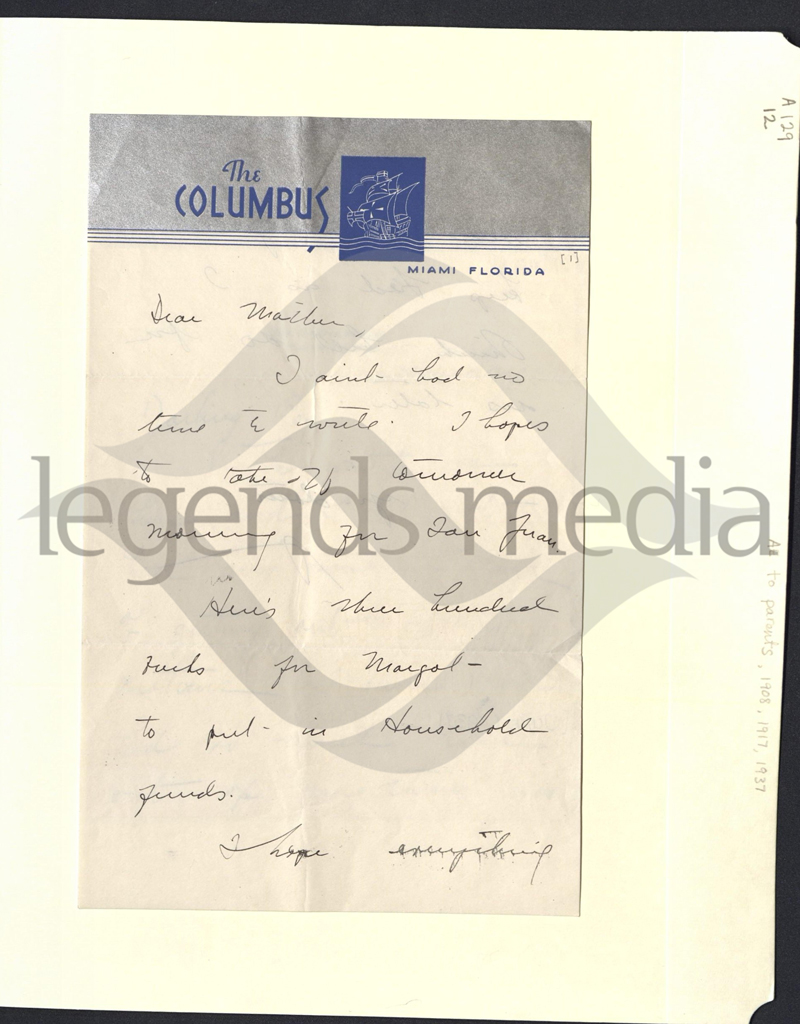 A129
12
The
COLUMBUS
MIAMI FLORIDA
[1]
Dear Mother,
I aint had no
time to write. I hopes
to take off tomorrow
morning for San Juan.
Here's three hundred
bucks for Margot
to put in Household
funds.
I hope everything
legends media
AE to parents, 1908, 1917, 1937